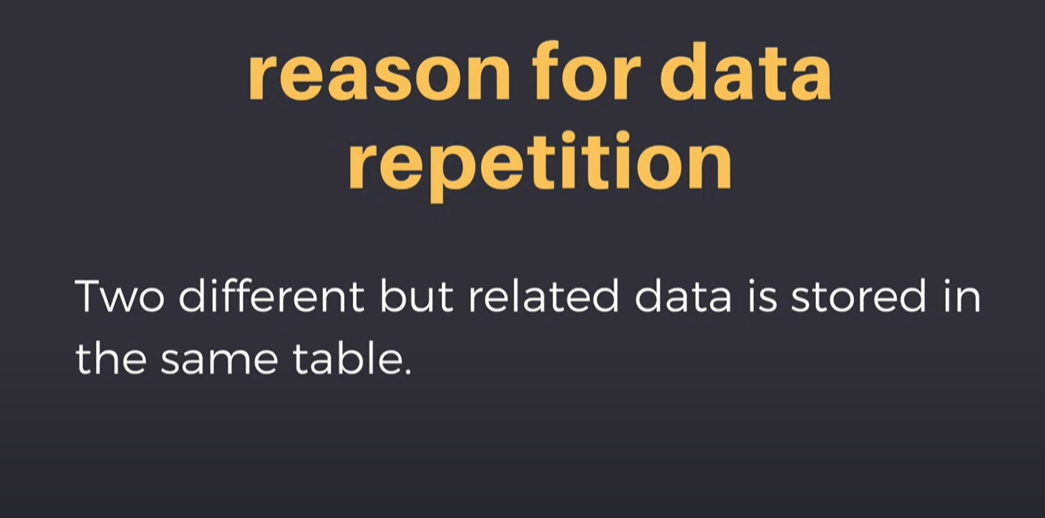 reason for data
repetition
Two different but related data is stored in
the same table.